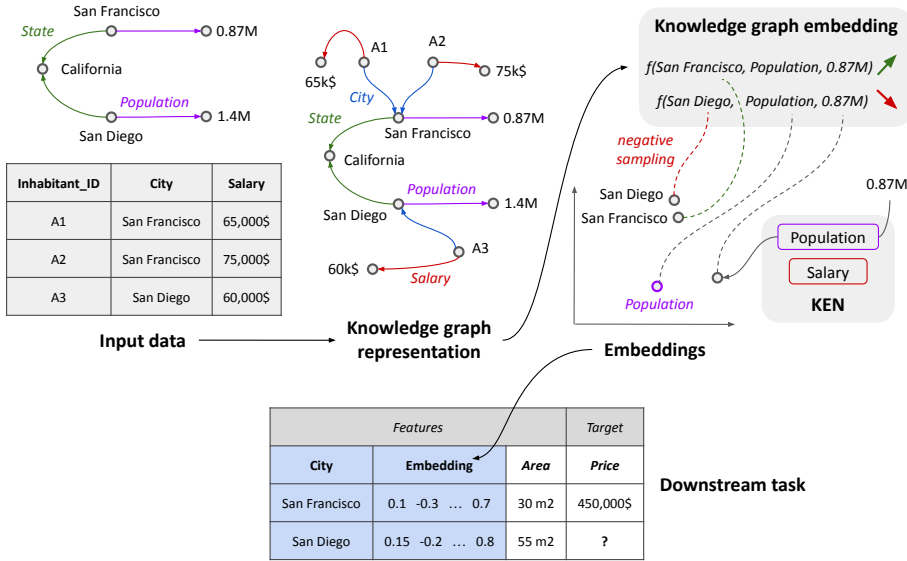 San Francisco
State
0.87M
California
Population
1.4M
San Diego
Inhabitant_ID City Salary
A1 San Francisco 65,000$
A2 San Francisco 75,000$
A3 San Diego 60,000$
Input data
A1
A2
65k$
75k$
City
State
San Francisco
0.87M
California
Population
San Diego
1.4M
A3
60k$
Salary
Knowledge graph
representation
Knowledge graph embedding
f(San Francisco, Population, 0.87M)
f(San Diego, Population, 0.87M)
negative
sampling
San Diego
San Francisco
0.87M
Population
Salary
KEN
Population
Embeddings
Features Target
City Embedding Area Price
San Francisco 0.1 -0.3 ... 0.7 30 m2 450,000$
San Diego 0.15 -0.2 ... 0.8 55 m2 ?
Downstream task